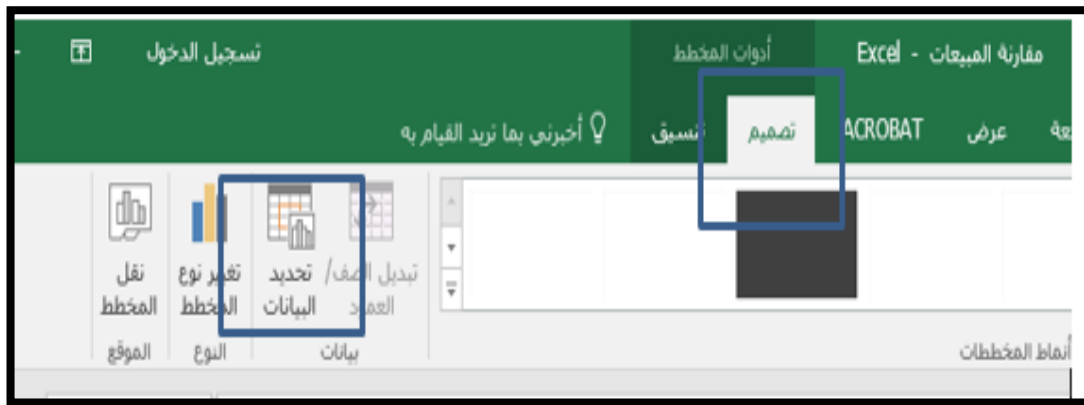 مقارنة المبيعات - Excel
أدوات المخطط
تسجيل الدخول
عرض
ACROBAT
تصميم
تنسيق
أخبرني بما تريد القيام به
تبديل الصف/
العمود
تحديد
البيانات
تغيير نوع
المخطط
نقل
المخطط
أنماط المخططات
بيانات
النوع
الموقع